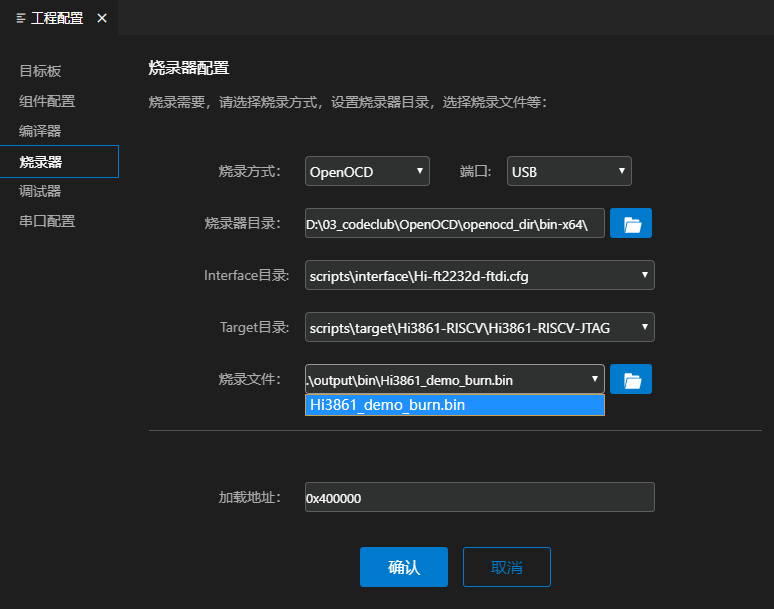 工程配置
目标板
组件配置
编译器
烧录器
调试器
串口配置
烧录器配置
烧录需要，请选择烧录方式，设置烧录器目录，选择烧录文件等：
烧录方式： OpenOCD 端口: USB
烧录器目录： D:\03_codeclub\OpenOCD\openocd_dir\bin-x64\
Interface目录: scripts\interface\Hi-ft2232d-ftdi.cfg
Target目录: scripts\target\Hi3861-RISCV\Hi3861-RISCV-JTAG
烧录文件： .\output\bin\Hi3861_demo_burn.bin
Hi3861_demo_burn.bin
加载地址： 0x400000
确认 取消